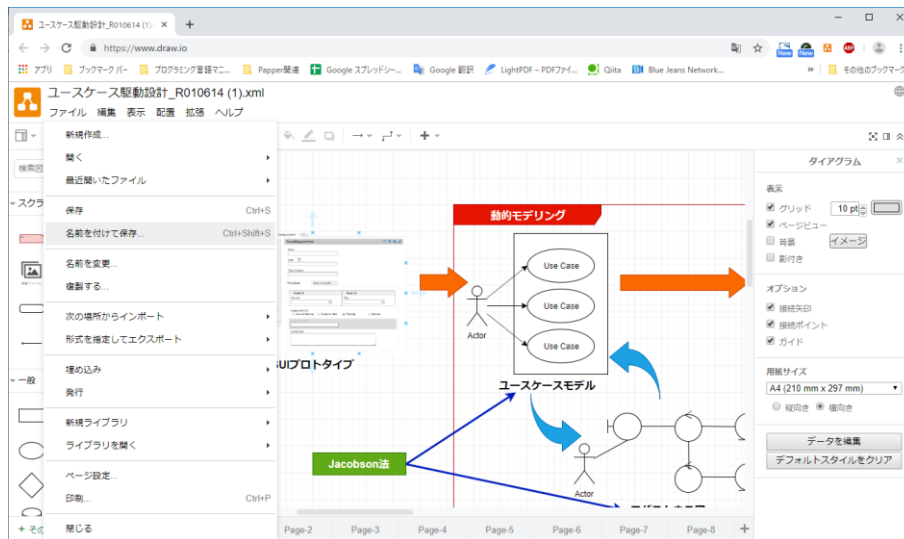 ユースケース駆動設計_R010614 (1).
https://www.draw.io
New
New
ABP
アプリ
ブックマーク バー
プログラミング言語マニ...
Papper関連
Google スプレッドシー...
Google 翻訳
LightPDF – PDFファイ...
Qiita
Blue Jeans Network...
»
その他のブックマーク
ユースケース駆動設計_R010614 (1).xml
ファイル 編集 表示 配置 拡張 ヘルプ
新規作成...
開く
最近開いたファイル
保存 Ctrl+S
名前を付けて保存... Ctrl+Shift+S
名前を変更...
複製する...
次の場所からインポート
形式を指定してエクスポート
埋め込み
発行
新規ライブラリ
ライブラリを開く
ページ設定...
印刷... Ctrl+P
閉じる
検索図
スクラ
一般
+ その
動的モデリング
Use Case
Use Case
Use Case
Actor
UIプロトタイプ
ユースケースモデル
Jacobson法
Actor
Page-2 Page-3 Page-4 Page-5 Page-6 Page-7 Page-8
ダイアグラム
表示
グリッド 10 pt
ページビュー
背景 イメージ
影付き
オプション
接続矢印
接続ポイント
ガイド
用紙サイズ
A4 (210 mm x 297 mm)
縦向き 横向き
データを編集
デフォルトスタイルをクリア